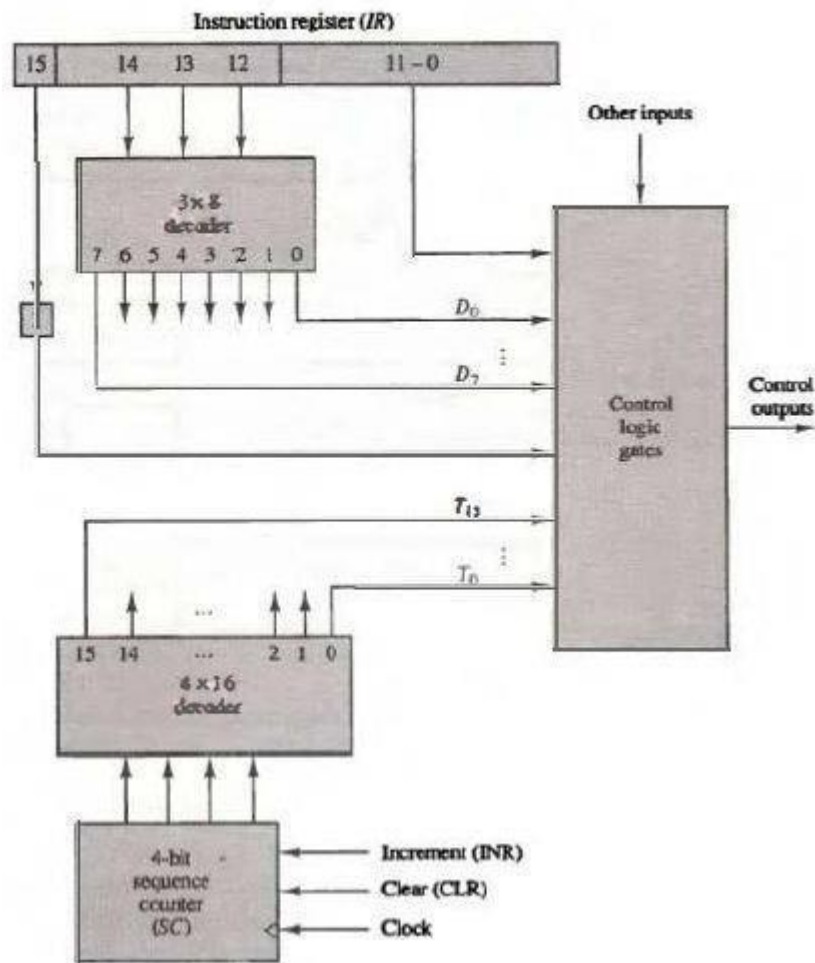 Instruction register (IR)
15 14 13 12 11 – 0
Other inputs
3 × 8
decoder
7 6 5 4 3 2 1 0
D0
⋮
D7
Control
logic
gates
Control
outputs
T15
⋮
T0
...
15 14 ... 2 1 0
4 × 16
decoder
4-bit
sequence
counter
(SC)
Increment (INR)
Clear (CLR)
Clock